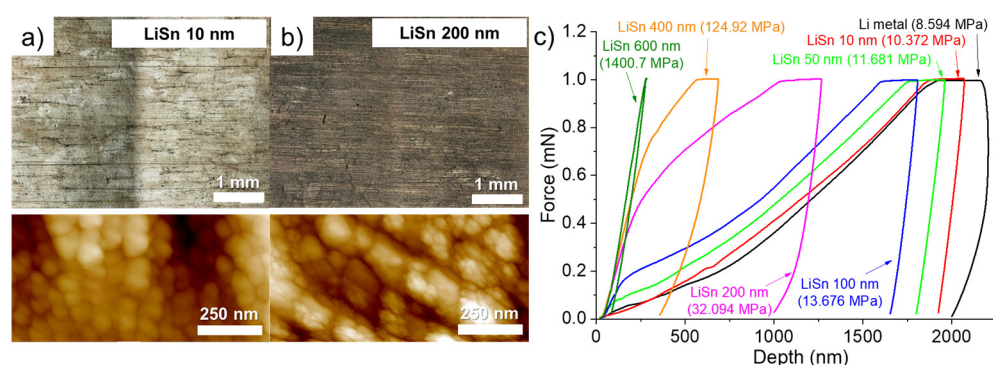 a)
LiSn 10 nm
1 mm
250 nm
b)
LiSn 200 nm
1 mm
250 nm
c)
LiSn 400 nm (124.92 MPa)
LiSn 600 nm
(1400.7 MPa)
Li metal (8.594 MPa)
LiSn 10 nm (10.372 MPa)
LiSn 50 nm (11.681 MPa)
LiSn 200 nm
(32.094 MPa)
LiSn 100 nm
(13.676 MPa)
Force (mN)
1.2
1.0
0.8
0.6
0.4
0.2
0.0
0
500
1000
1500
2000
Depth (nm)